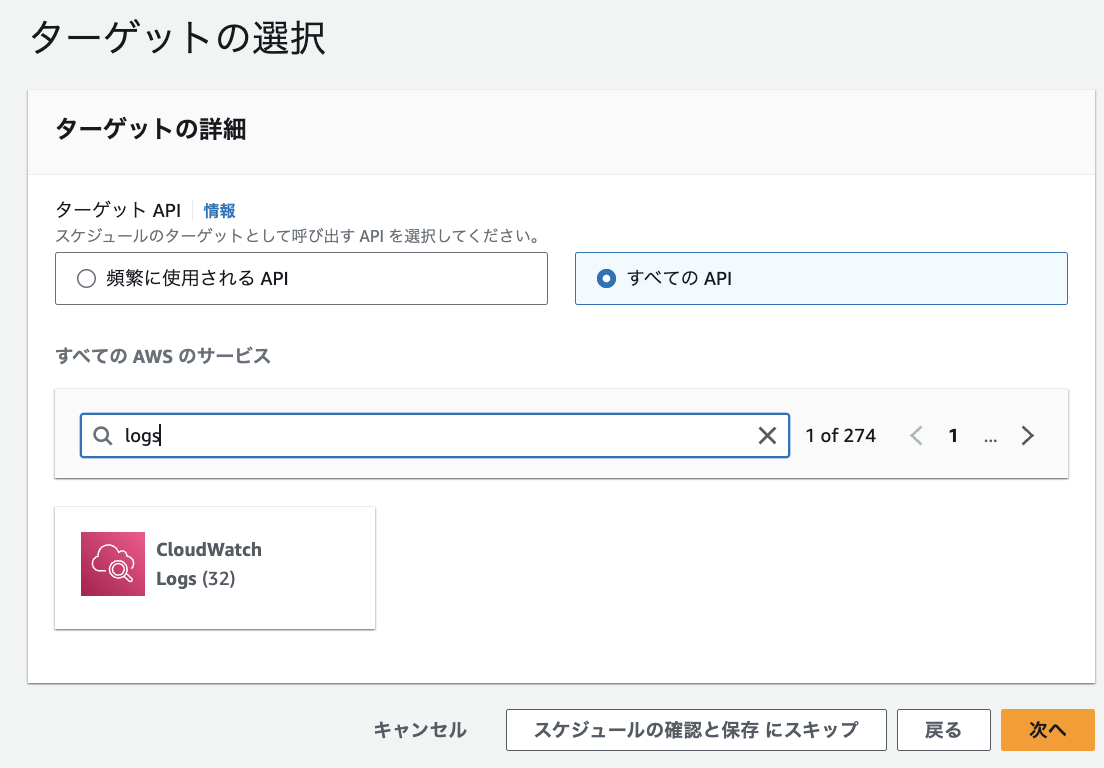 ターゲットの選択
ターゲットの詳細
ターゲット API 情報
スケジュールのターゲットとして呼び出す API を選択してください。
頻繁に使用される API
すべての API
すべての AWS のサービス
logs
1 of 274
1 ...
CloudWatch
Logs (32)
キャンセル
スケジュールの確認と保存 にスキップ
戻る
次へ